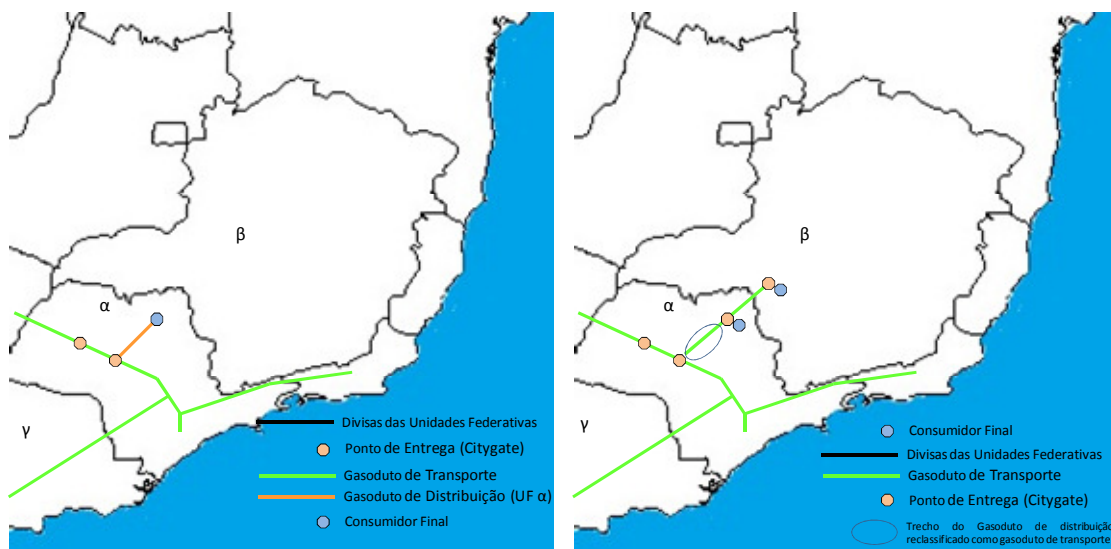 β
α
γ
Divisas das Unidades Federativas
Ponto de Entrega (Citygate)
Gasoduto de Transporte
Gasoduto de Distribuição (UF α)
Consumidor Final
β
α
γ
Consumidor Final
Divisas das Unidades Federativas
Gasoduto de Transporte
Ponto de Entrega (Citygate)
Trecho do Gasoduto de distribuição
reclassificado como gasoduto de transporte